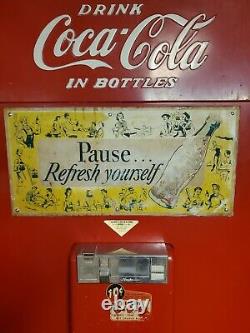 DRINK
Coca-Cola
IN BOTTLES
Pause...
Refresh yourself
10¢